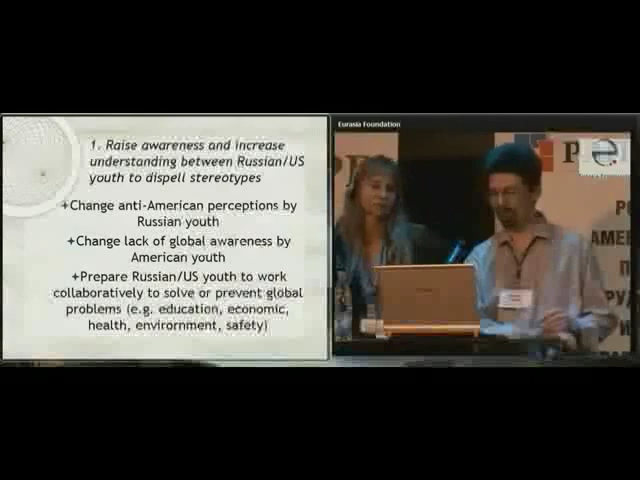 1. Raise awareness and increase
understanding between Russian/US
youth to dispell stereotypes
+Change anti-American perceptions by
Russian youth
+Change lack of global awareness by
American youth
+Prepare Russian/US youth to work
collaboratively to solve or prevent global
problems (e.g. education, economic,
health, envirornment, safety)
Eurasia Foundation